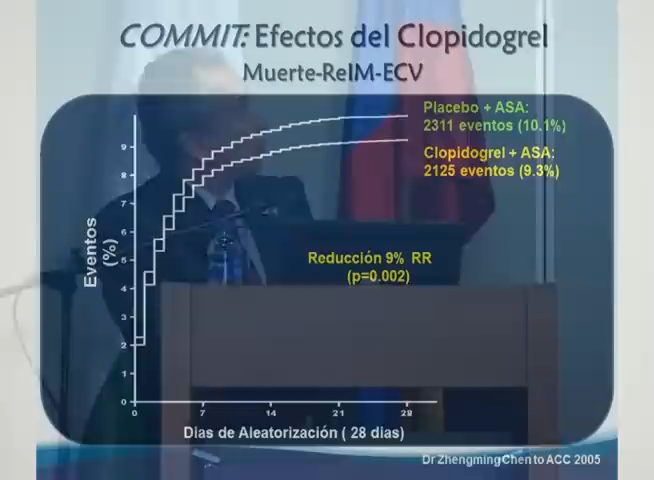 COMMIT: Efectos del Clopidogrel
Muerte-ReIM-ECV
Placebo + ASA:
2311 eventos (10.1%)
Clopidogrel + ASA:
2125 eventos (9.3%)
Eventos
(%)
9
8
7
6
5
4
3
2
1
0
Reducción 9% RR
(p=0.002)
0 7 14 21 28
Dias de Aleatorización ( 28 dias)
Dr Zhengming Chen to ACC 2005